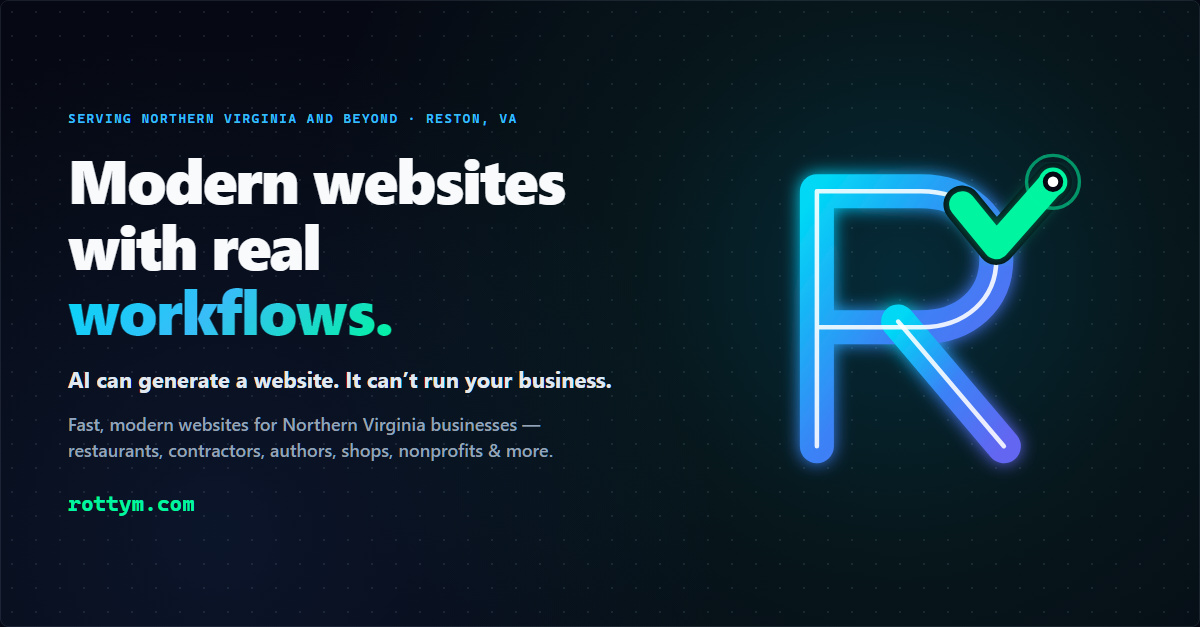 SERVING NORTHERN VIRGINIA AND BEYOND · RESTON, VA
Modern websites
with real
workflows.
AI can generate a website. It can’t run your business.
Fast, modern websites for Northern Virginia businesses —
restaurants, contractors, authors, shops, nonprofits & more.
rottym.com
R